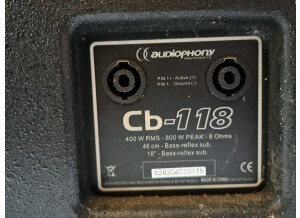 audiophony
PIN 1+ : Active (+)
PIN 1- : Ground (-)
Cb-118
400 W RMS - 800 W PEAK - 8 Ohms
46 cm - Bass-reflex sub.
18" - Bass-reflex sub.
MADE IN CHINA